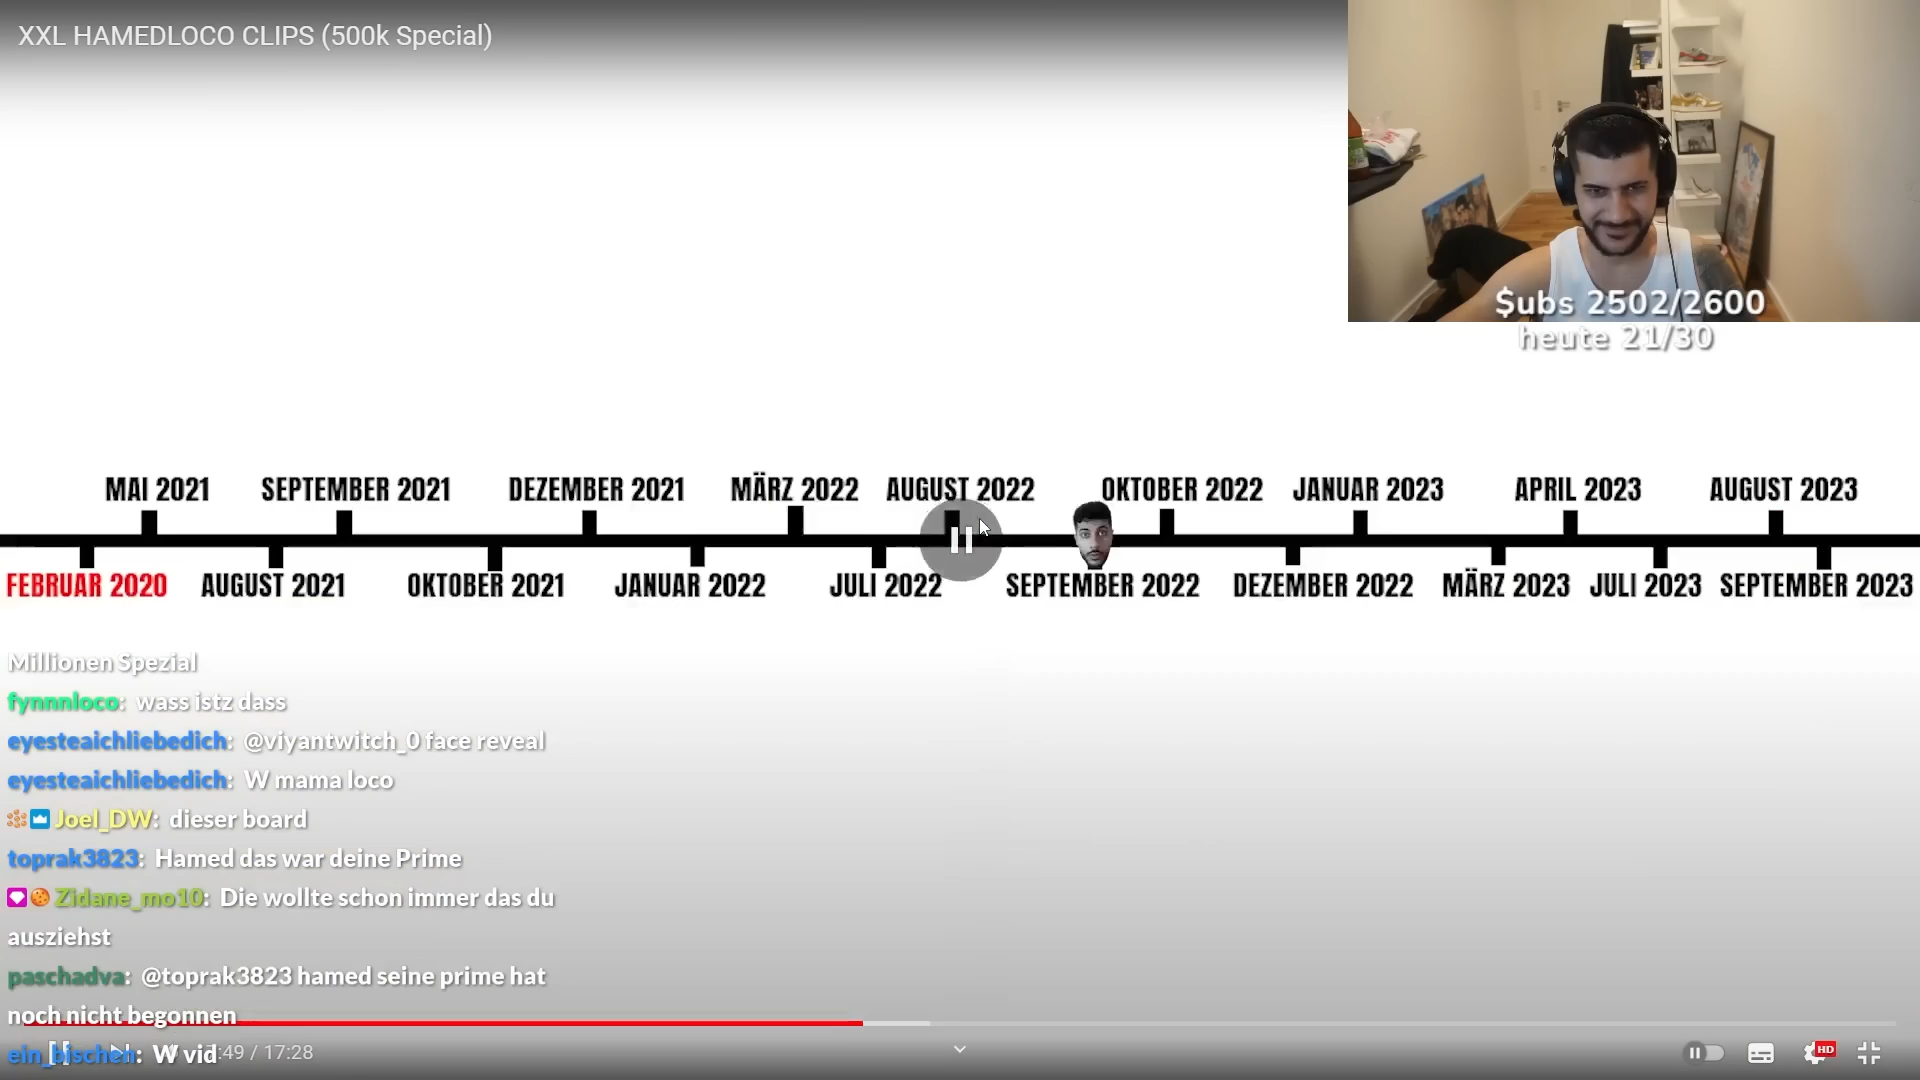 XXL HAMEDLOCO CLIPS (500k Special)
$ubs 2502/2600
heute 21/30
MAI 2021 SEPTEMBER 2021 DEZEMBER 2021 MÄRZ 2022 AUGUST 2022 OKTOBER 2022 JANUAR 2023 APRIL 2023 AUGUST 2023
FEBRUAR 2020 AUGUST 2021 OKTOBER 2021 JANUAR 2022 JULI 2022 SEPTEMBER 2022 DEZEMBER 2022 MÄRZ 2023 JULI 2023 SEPTEMBER 2023
Millionen Spezial
fynnnloco: wass istz dass
eyesteaichliebedich: @viyantwitch_0 face reveal
eyesteaichliebedich: W mama loco
Joel_DW: dieser board
toprak3823: Hamed das war deine Prime
Zidane_mo10: Die wollte schon immer das du
ausziehst
paschadva: @toprak3823 hamed seine prime hat
noch nicht begonnen
ein_bischen: W vid :49 / 17:28
HD